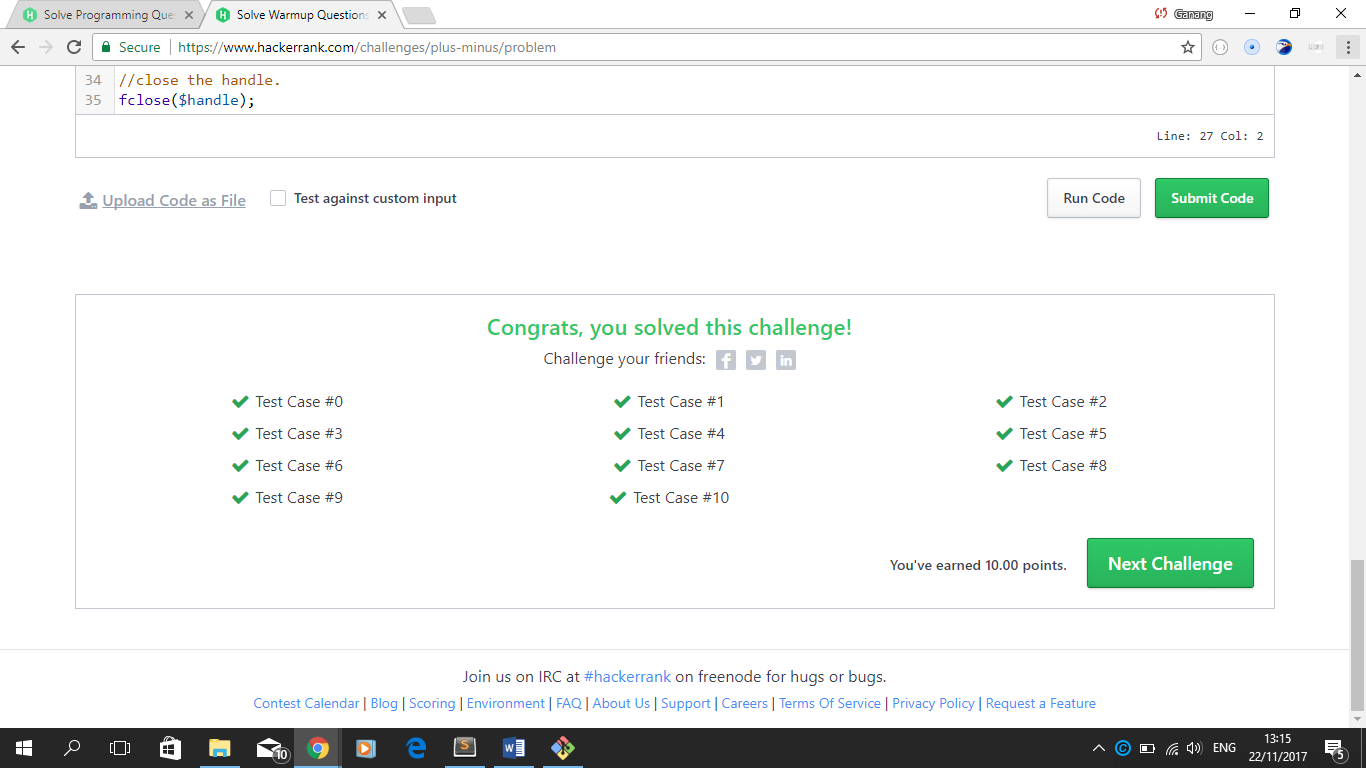 Solve Programming Que
Solve Warmup Questions
Ganang
Secure
https://www.hackerrank.com/challenges/plus-minus/problem
34 //close the handle.
35 fclose($handle);
Line: 27 Col: 2
Upload Code as File
Test against custom input
Run Code
Submit Code
Congrats, you solved this challenge!
Challenge your friends:
Test Case #0 Test Case #1 Test Case #2
Test Case #3 Test Case #4 Test Case #5
Test Case #6 Test Case #7 Test Case #8
Test Case #9 Test Case #10
You've earned 10.00 points.
Next Challenge
Join us on IRC at #hackerrank on freenode for hugs or bugs.
Contest Calendar | Blog | Scoring | Environment | FAQ | About Us | Support | Careers | Terms Of Service | Privacy Policy | Request a Feature
10
ENG
13:15
22/11/2017
5